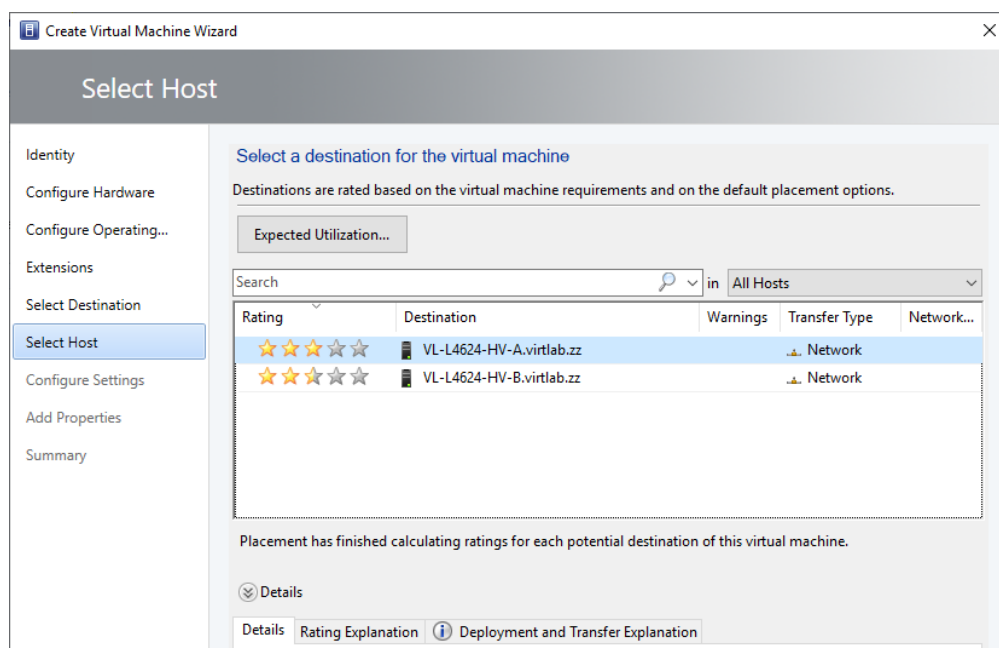 Create Virtual Machine Wizard
Select Host
Identity
Configure Hardware
Configure Operating...
Extensions
Select Destination
Select Host
Configure Settings
Add Properties
Summary
Select a destination for the virtual machine
Destinations are rated based on the virtual machine requirements and on the default placement options.
Expected Utilization...
Search in All Hosts
Rating Destination Warnings Transfer Type Network...
VL-L4624-HV-A.virtlab.zz Network
VL-L4624-HV-B.virtlab.zz Network
Placement has finished calculating ratings for each potential destination of this virtual machine.
Details
Details Rating Explanation Deployment and Transfer Explanation